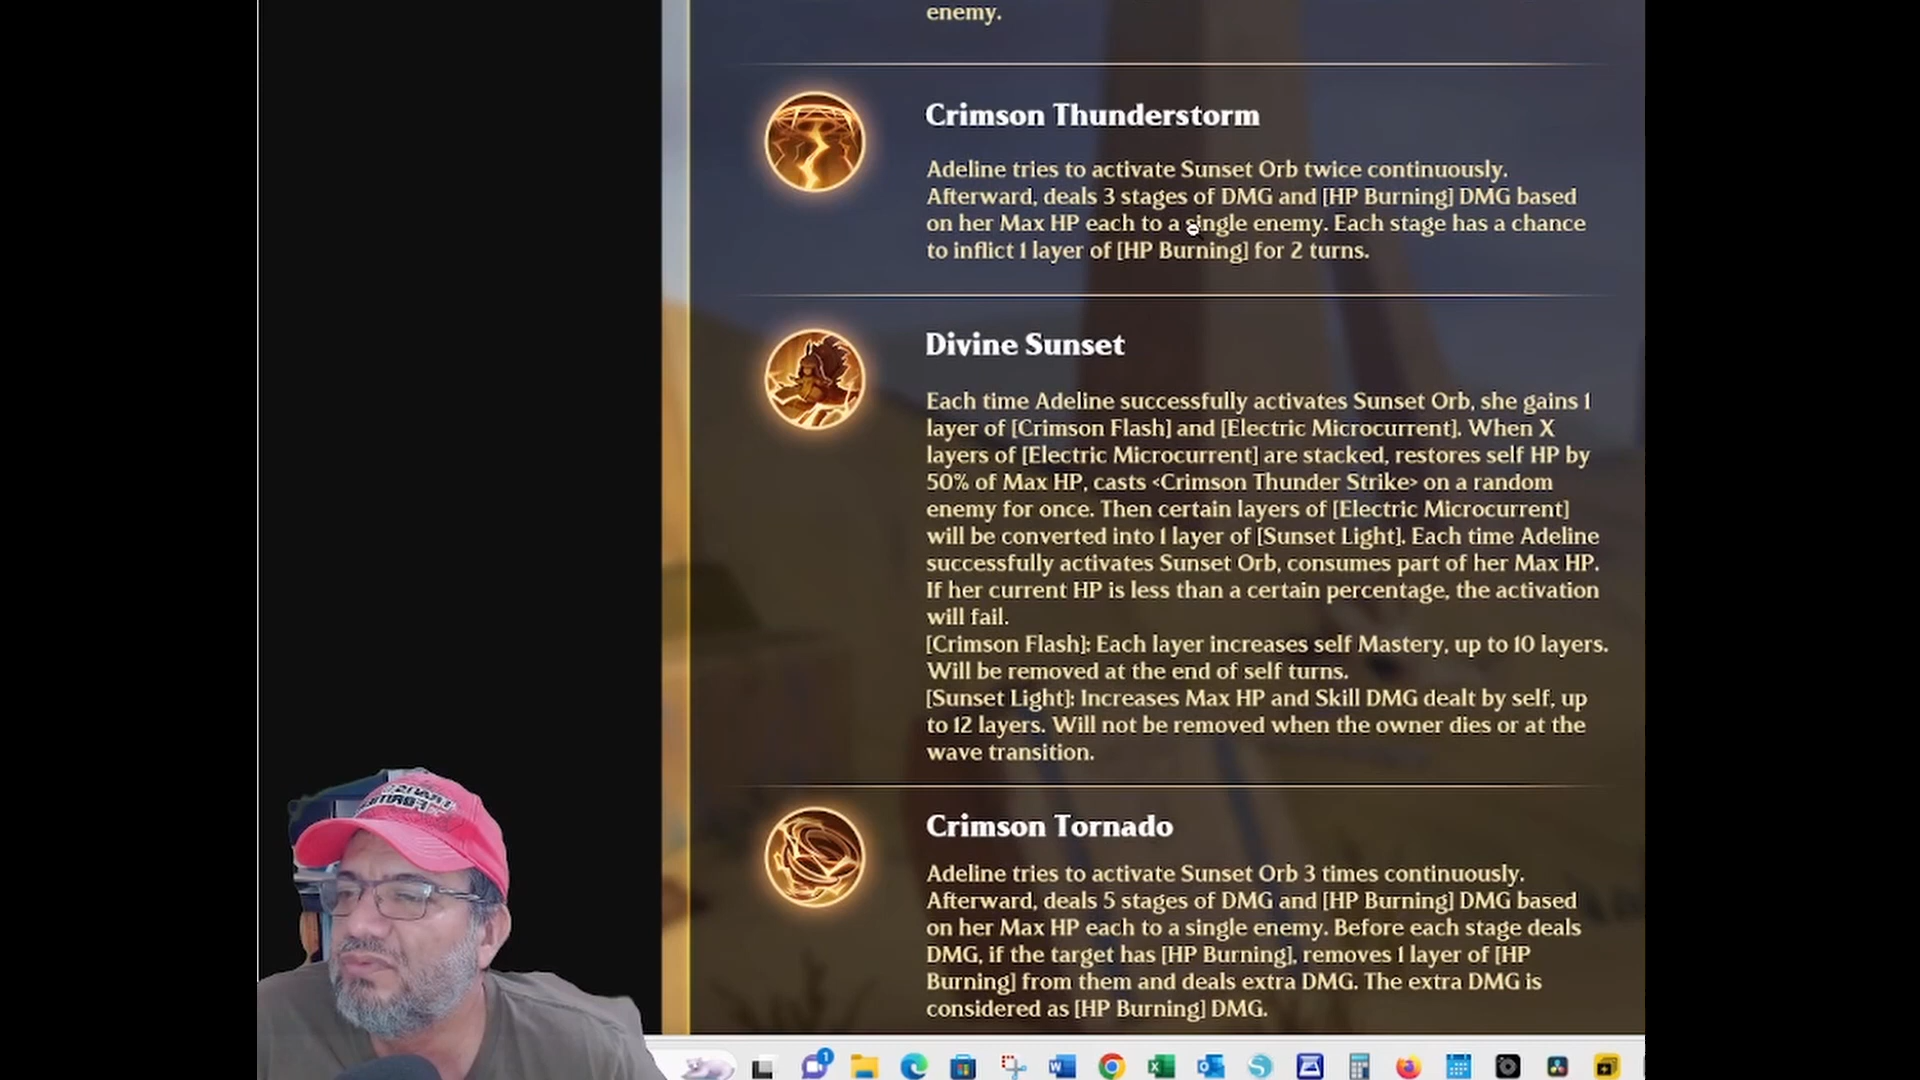 enemy.
Crimson Thunderstorm
Adeline tries to activate Sunset Orb twice continuously.
Afterward, deals 3 stages of DMG and [HP Burning] DMG based
on her Max HP each to a single enemy. Each stage has a chance
to inflict 1 layer of [HP Burning] for 2 turns.
Divine Sunset
Each time Adeline successfully activates Sunset Orb, she gains 1
layer of [Crimson Flash] and [Electric Microcurrent]. When X
layers of [Electric Microcurrent] are stacked, restores self HP by
50% of Max HP, casts <Crimson Thunder Strike> on a random
enemy for once. Then certain layers of [Electric Microcurrent]
will be converted into 1 layer of [Sunset Light]. Each time Adeline
successfully activates Sunset Orb, consumes part of her Max HP.
If her current HP is less than a certain percentage, the activation
will fail.
[Crimson Flash]: Each layer increases self Mastery, up to 10 layers.
Will be removed at the end of self turns.
[Sunset Light]: Increases Max HP and Skill DMG dealt by self, up
to 12 layers. Will not be removed when the owner dies or at the
wave transition.
Crimson Tornado
Adeline tries to activate Sunset Orb 3 times continuously.
Afterward, deals 5 stages of DMG and [HP Burning] DMG based
on her Max HP each to a single enemy. Before each stage deals
DMG, if the target has [HP Burning], removes 1 layer of [HP
Burning] from them and deals extra DMG. The extra DMG is
considered as [HP Burning] DMG.
1